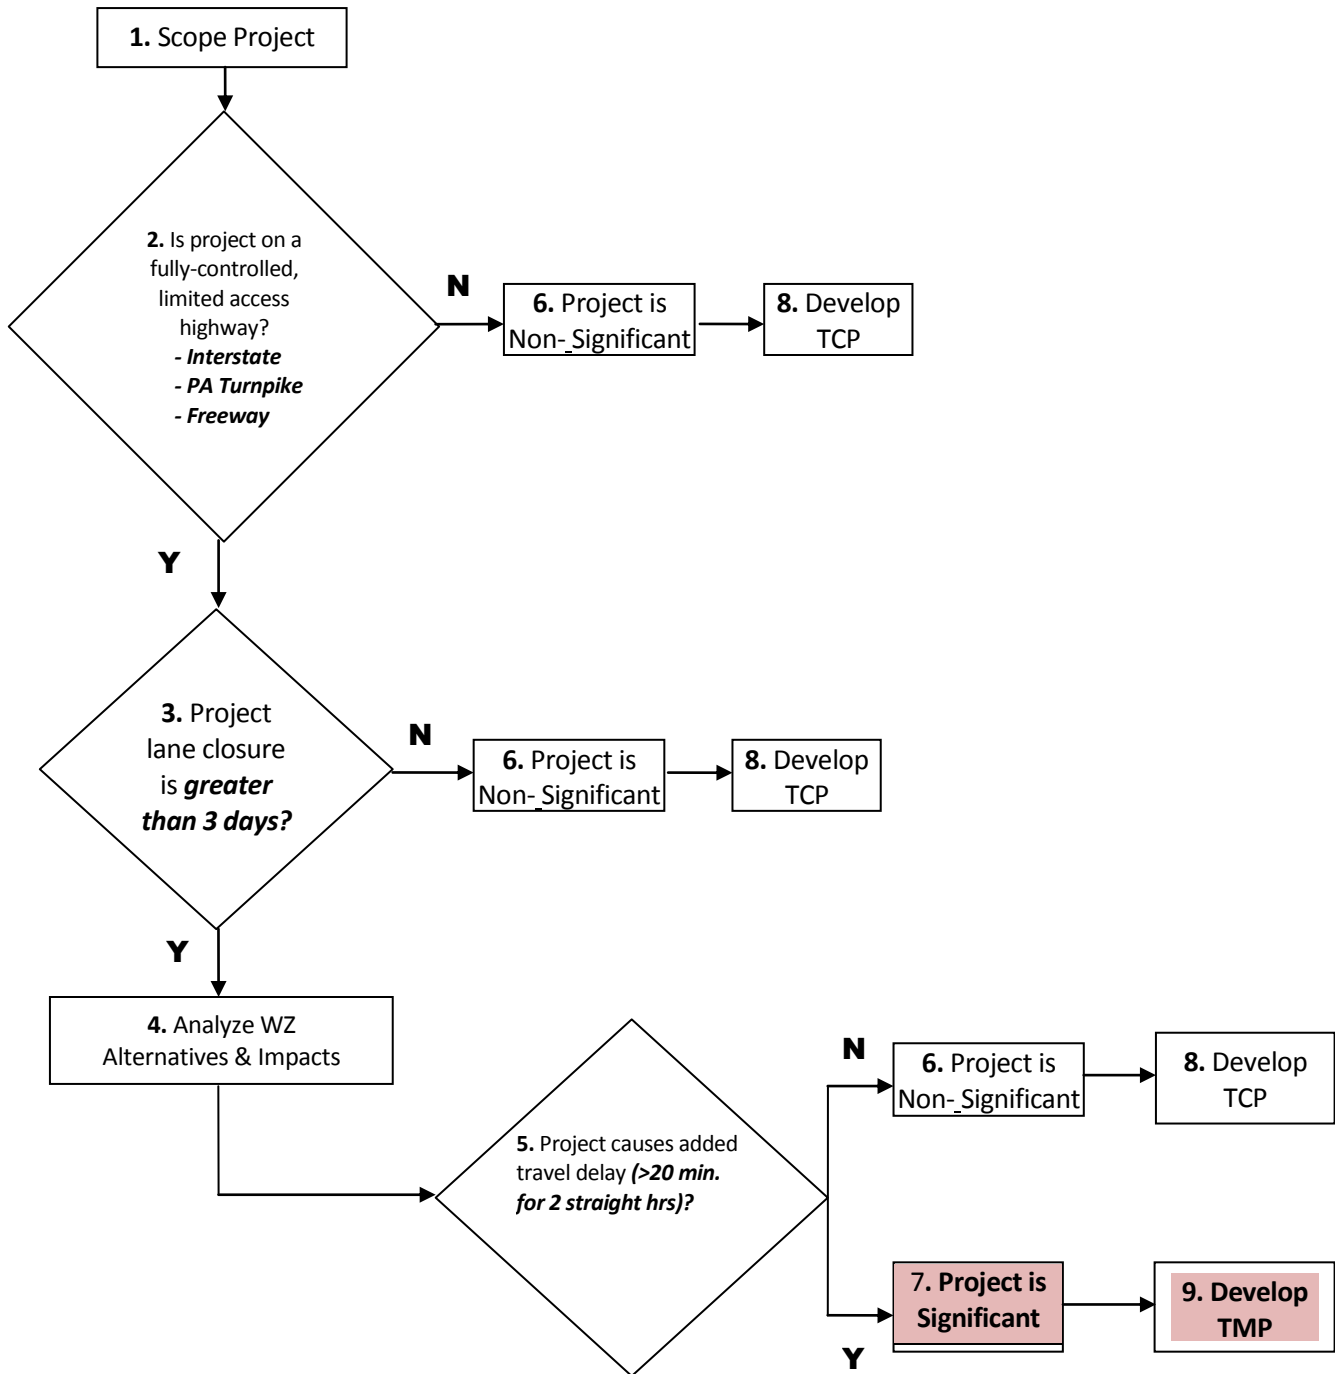 1. Scope Project
2. Is project on a
fully-controlled,
limited access
highway?
- Interstate
- PA Turnpike
- Freeway
N
6. Project is
Non-_Significant
8. Develop
TCP
Y
3. Project
lane closure
is greater
than 3 days?
N
6. Project is
Non-_Significant
8. Develop
TCP
Y
4. Analyze WZ
Alternatives & Impacts
5. Project causes added
travel delay (>20 min.
for 2 straight hrs)?
N
6. Project is
Non-_Significant
8. Develop
TCP
Y
7. Project is
Significant
9. Develop
TMP